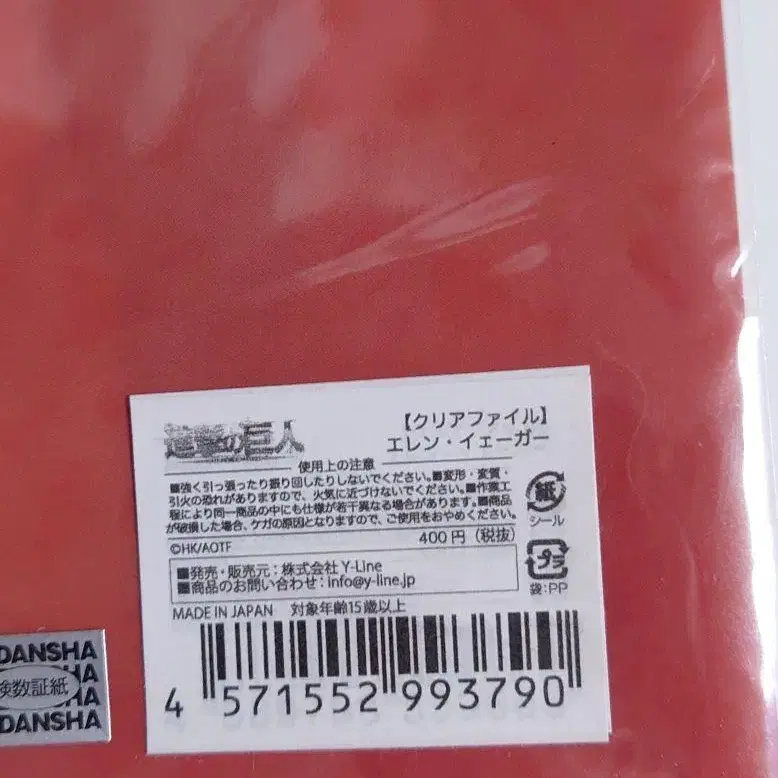 進撃の巨人
【クリアファイル】
エレン・イェーガー
使用上の注意
■強く引っ張ったり振り回したりしないでください。■変形・変質・
引火の恐れがありますので、火気に近づけないでください。■作業工
程により同一商品の中にも仕様が若干異なる場合があります。■商品
が破損した場合、ケガの原因となりますので、ご使用をおやめください。
©HK/AOTF
400円（税抜）
■発売・販売元：株式会社 Y-Line
■商品のお問い合わせ：info@y-line.jp
MADE IN JAPAN 対象年齢15歳以上
4 571552 993790
紙
シール
プラ
袋:PP
DANSHA
SHA
検数証紙
HA
DANSHA